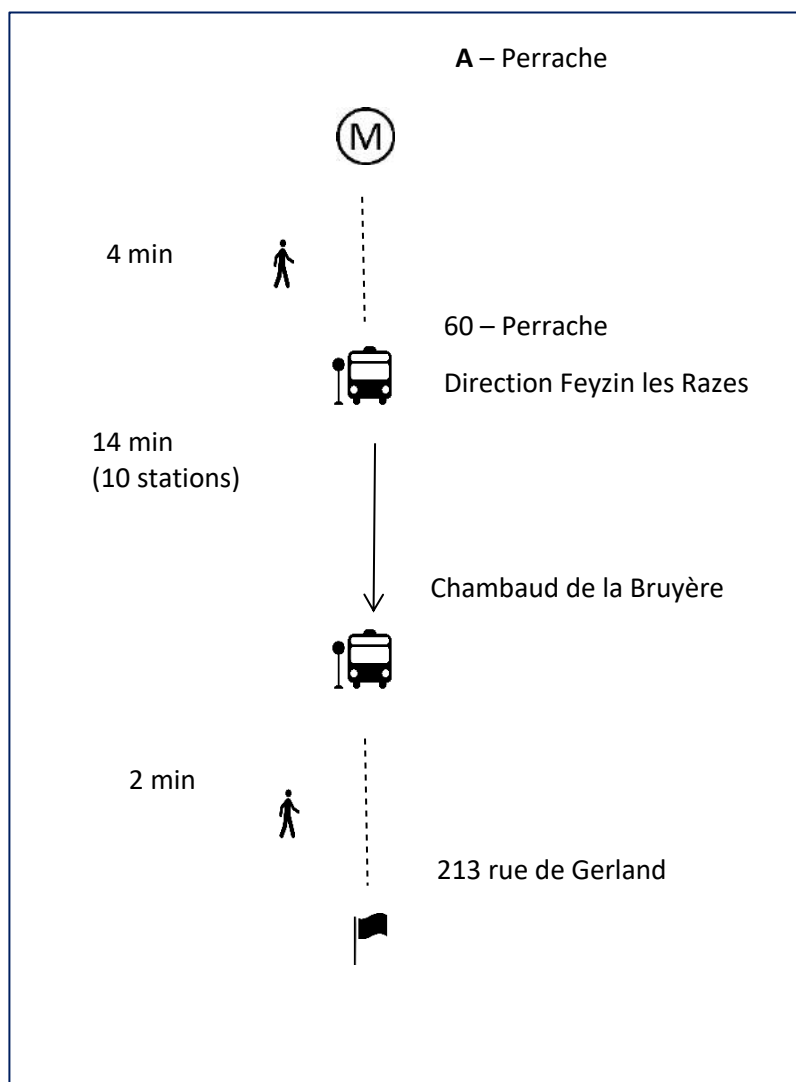 A – Perrache
M
4 min
60 – Perrache
Direction Feyzin les Razes
14 min
(10 stations)
Chambaud de la Bruyère
2 min
213 rue de Gerland